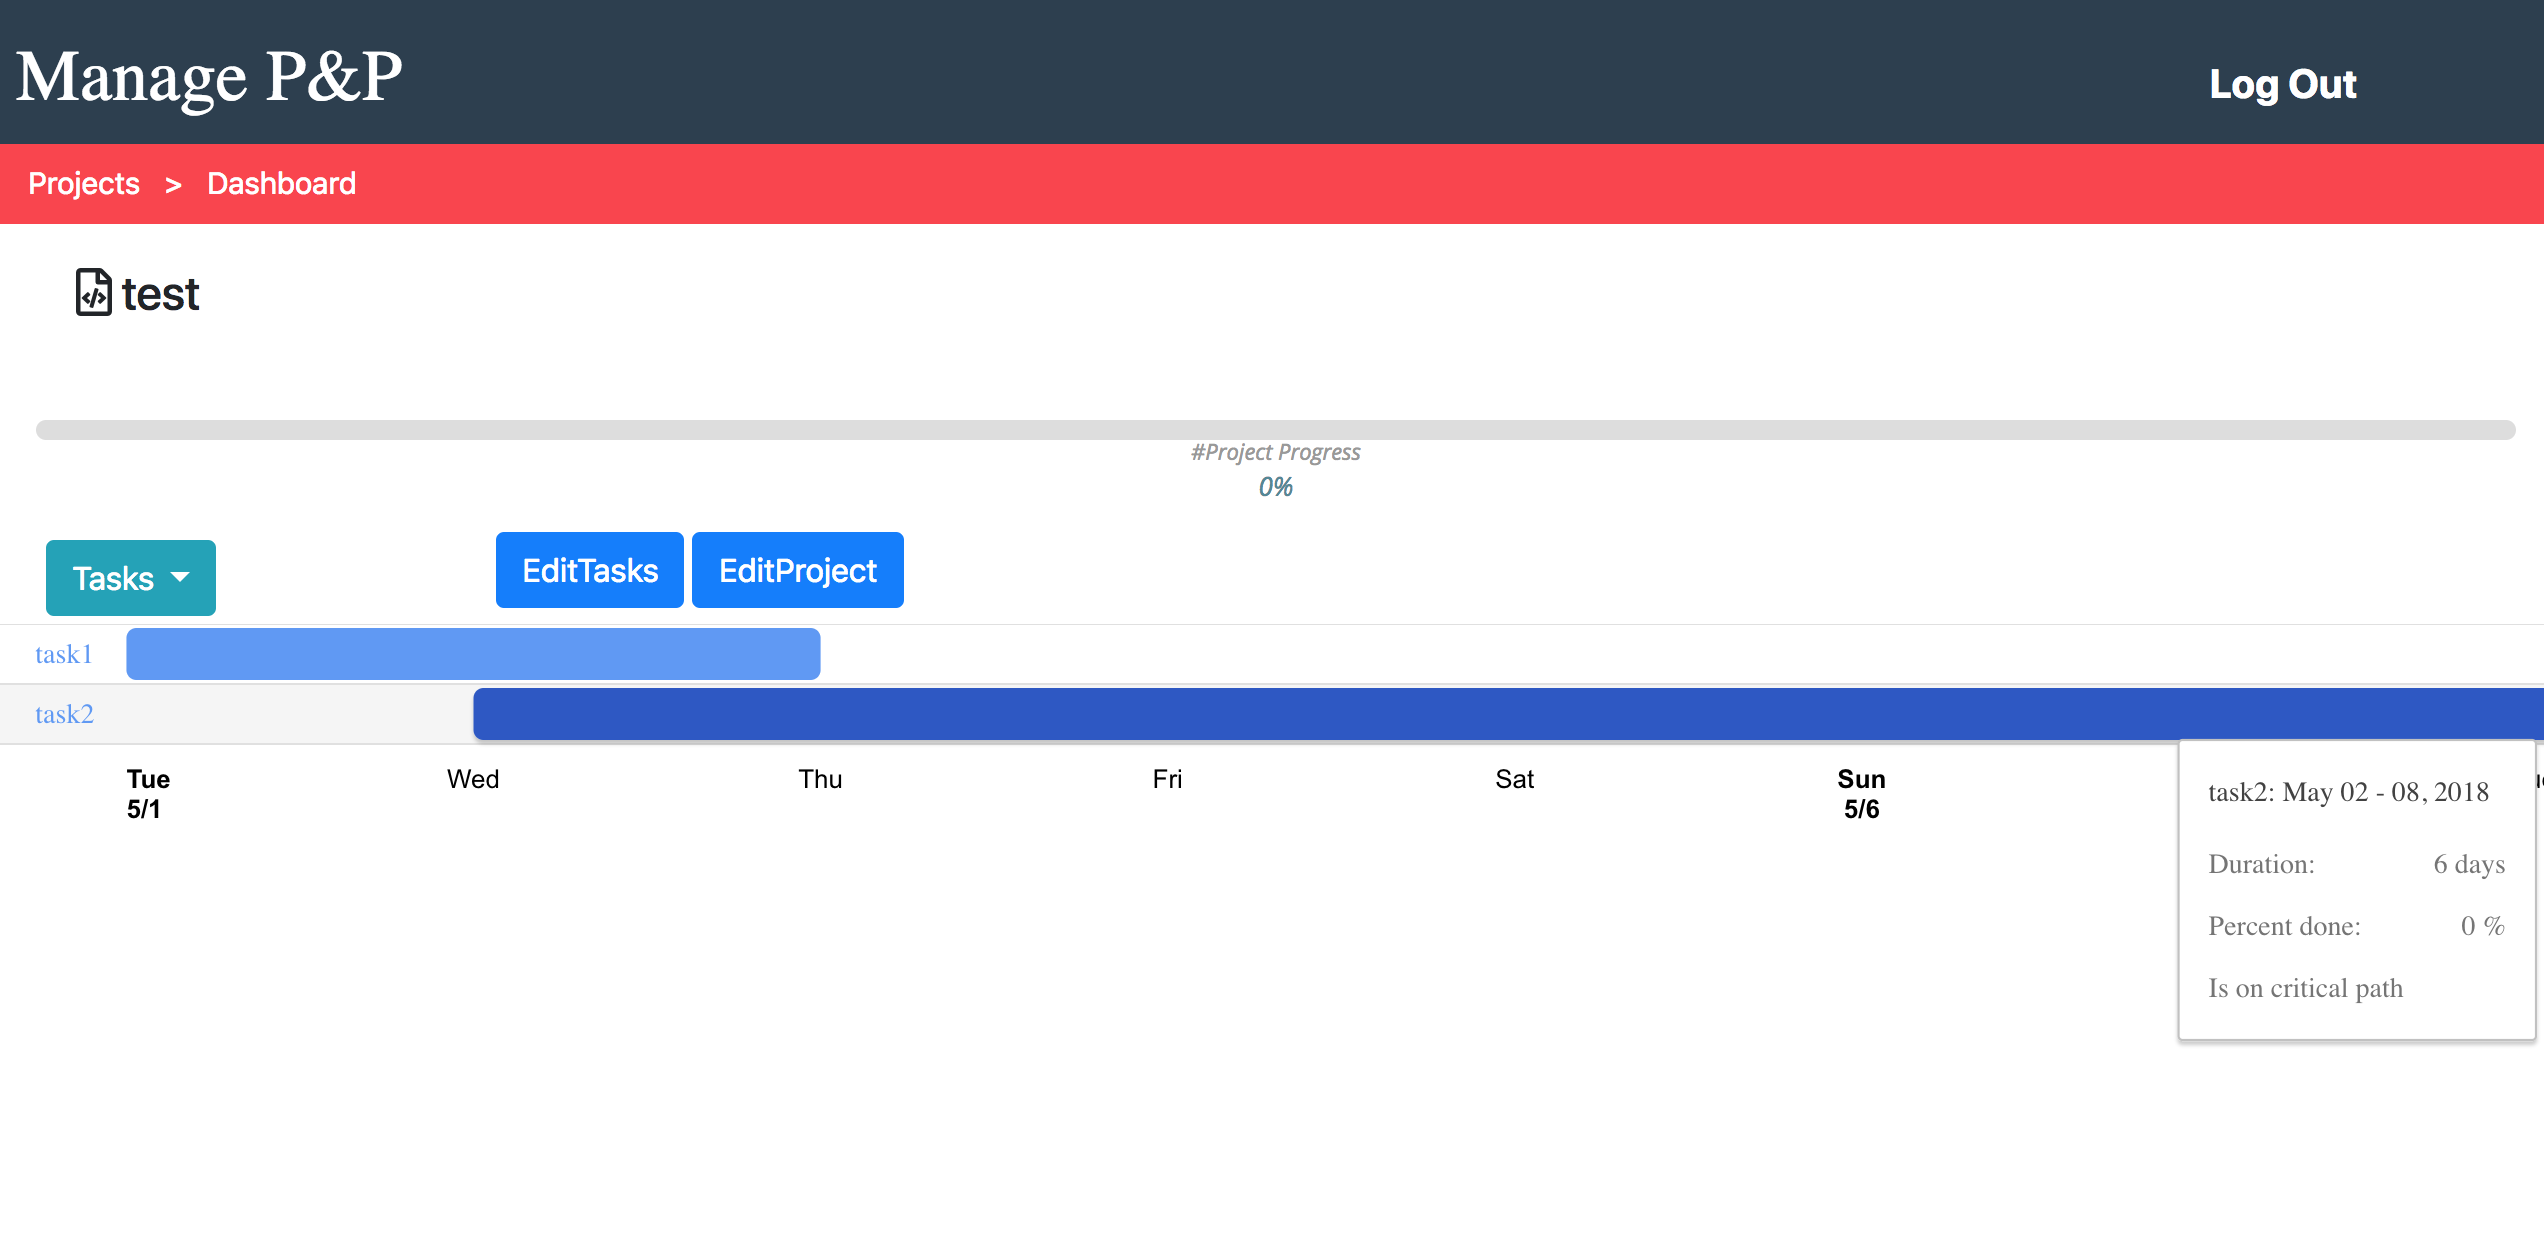 Manage P&P
Log Out
Projects > Dashboard
test
#Project Progress
0%
Tasks
EditTasks
EditProject
task1
task2
Tue Wed Thu Fri Sat Sun
5/1 5/6
task2: May 02 - 08, 2018
Duration: 6 days
Percent done: 0 %
Is on critical path